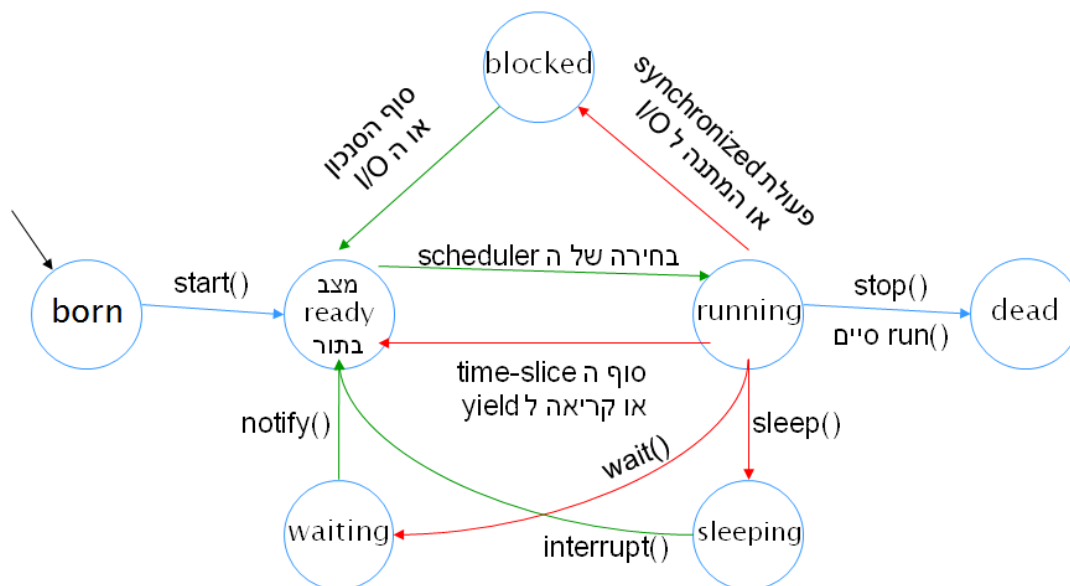 blocked
סוף הסנכון
או ה I/O
פעולת synchronized
או המתנה ל I/O
born
start()
מצב
ready
בתור
בחירה של ה scheduler
running
stop()
סיים run()
dead
סוף ה time-slice
או קריאה ל yield
notify()
wait()
sleep()
waiting
interrupt()
sleeping